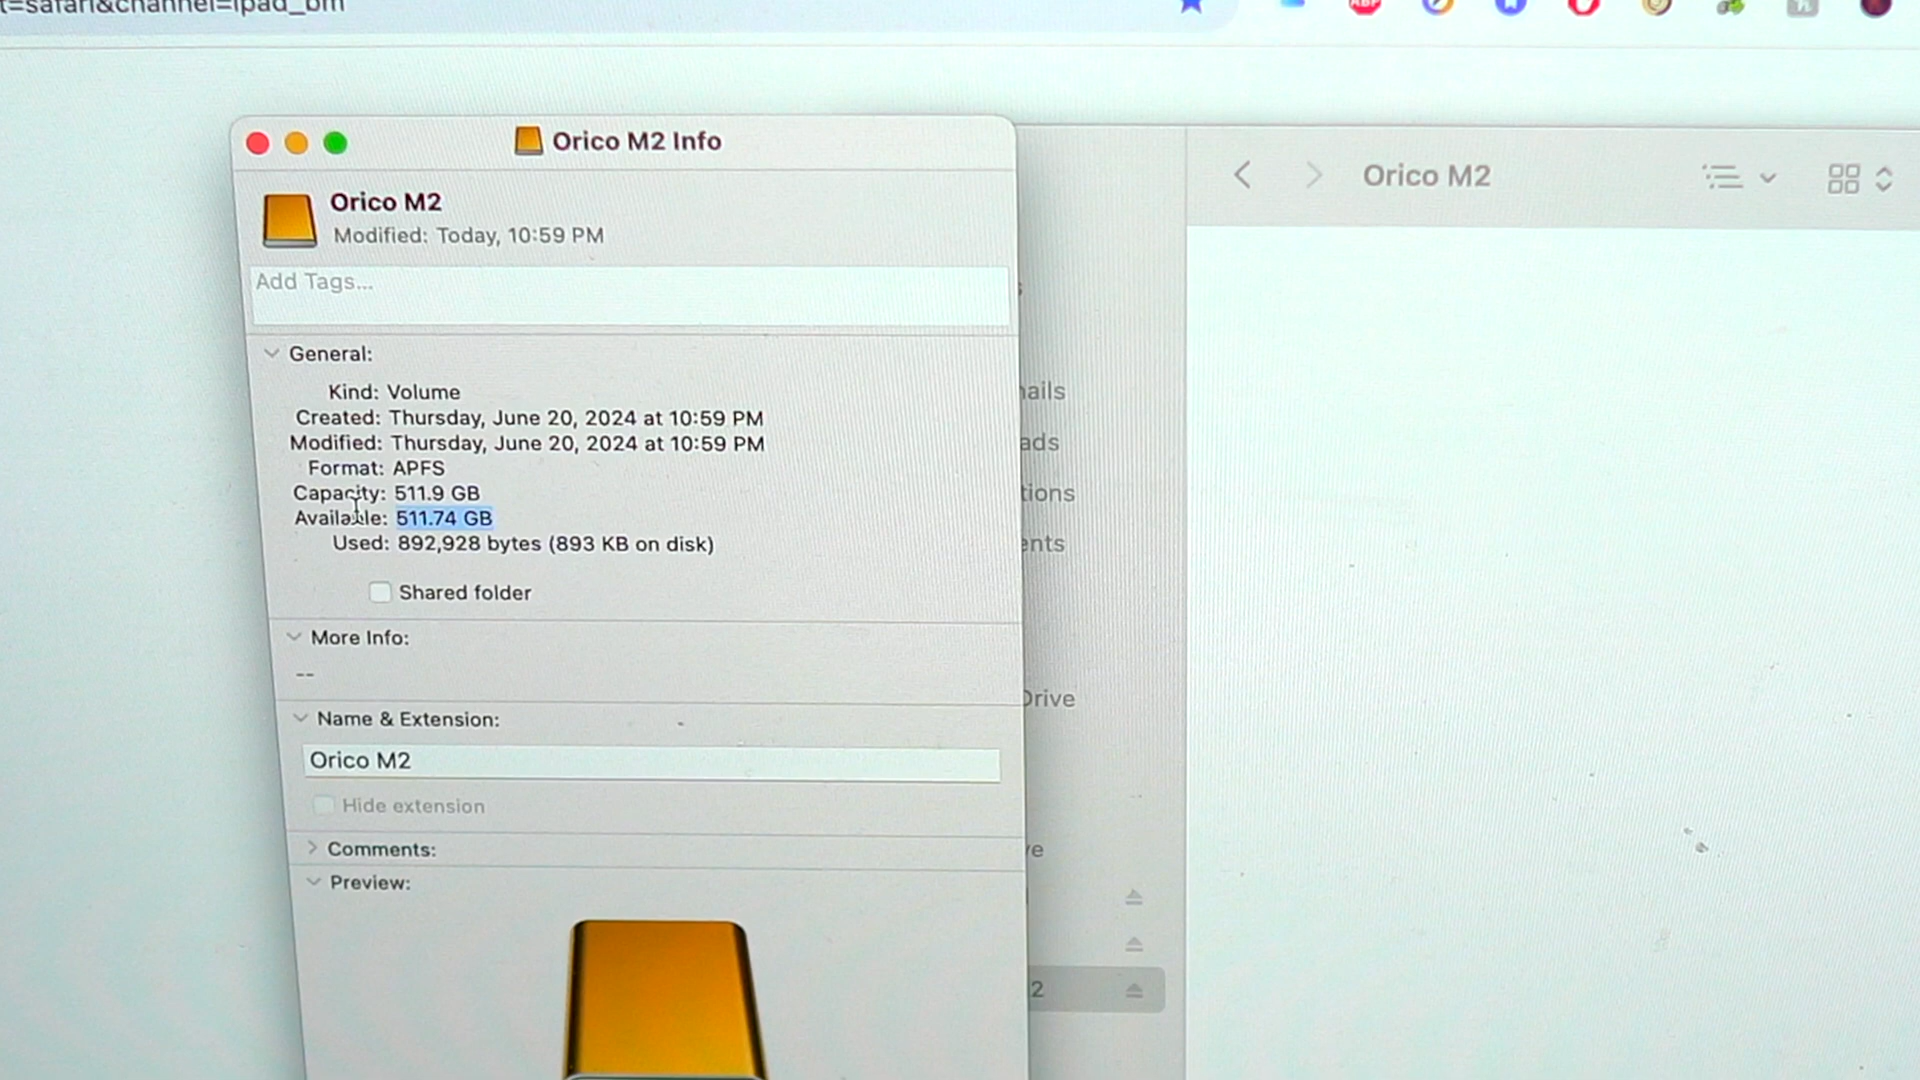 t=safari&channel=ipad_bm
ABP
Orico M2 Info
Orico M2
Modified: Today, 10:59 PM
Add Tags...
General:
Kind: Volume
Created: Thursday, June 20, 2024 at 10:59 PM
Modified: Thursday, June 20, 2024 at 10:59 PM
Format: APFS
Capacity: 511.9 GB
Available: 511.74 GB
Used: 892,928 bytes (893 KB on disk)
Shared folder
More Info:
--
Name & Extension:
Orico M2
Hide extension
Comments:
Preview:
Orico M2
ads
tions
ents
Drive
2